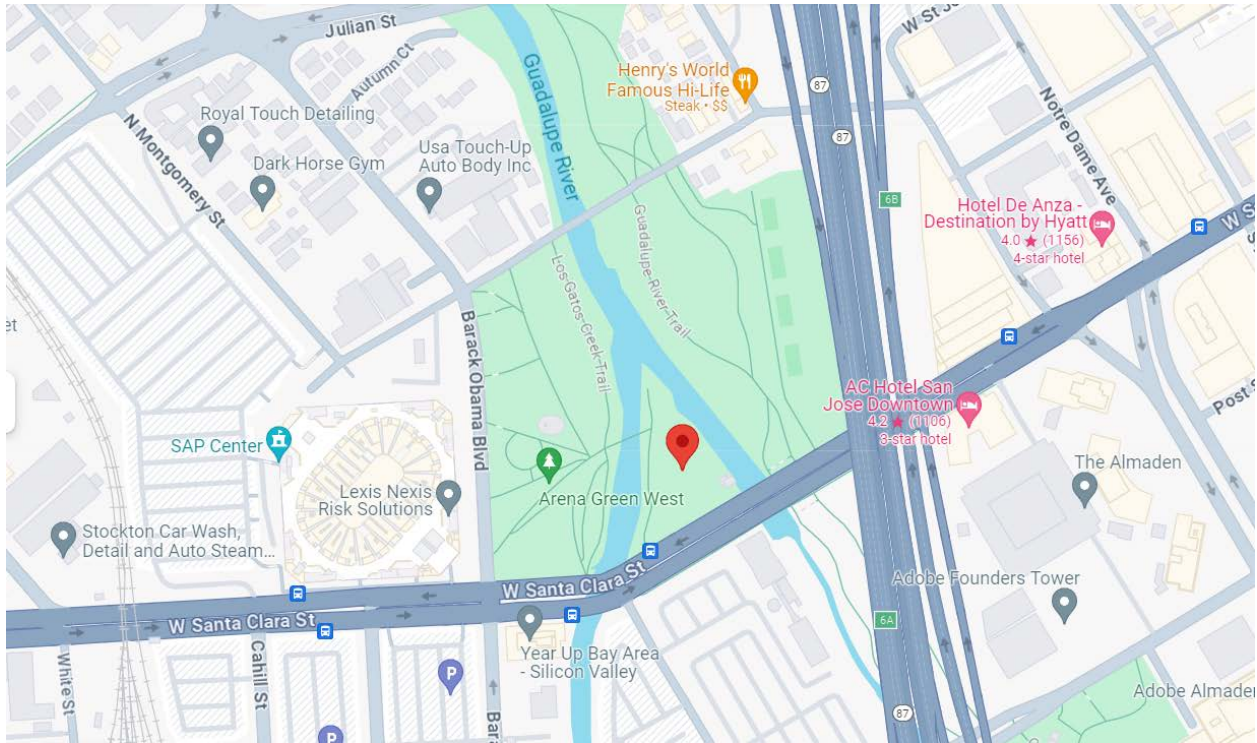 Julian St
Autumn Ct
N Montgomery St
Royal Touch Detailing
Dark Horse Gym
Usa Touch-Up
Auto Body Inc
Guadalupe River
Henry's World
Famous Hi-Life
Steak • $$
87
87
6B
Notre Dame Ave
Hotel De Anza -
Destination by Hyatt
4.0 ★ (1156)
4-star hotel
Los Gatos Creek Trail
Guadalupe River Trail
Barack Obama Blvd
SAP Center
Lexis Nexis
Risk Solutions
Arena Green West
AC Hotel San
Jose Downtown
4.2 ★ (1106)
3-star hotel
Post
The Almaden
Stockton Car Wash,
Detail and Auto Steam...
W Santa Clara St
W Santa Clara St
Adobe Founders Tower
6A
Year Up Bay Area
- Silicon Valley
White St
Cahill St
P
P
87
Adobe